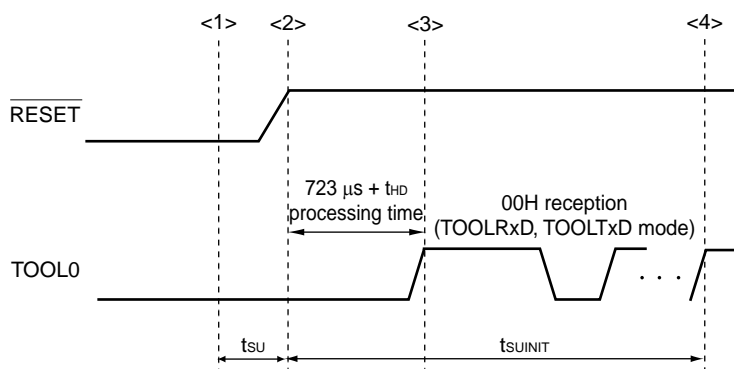 <1> <2> <3> <4>
RESET
723 μs + tHD
processing time
00H reception
(TOOLRxD, TOOLTxD mode)
TOOL0
. . .
tSU
tSUINIT